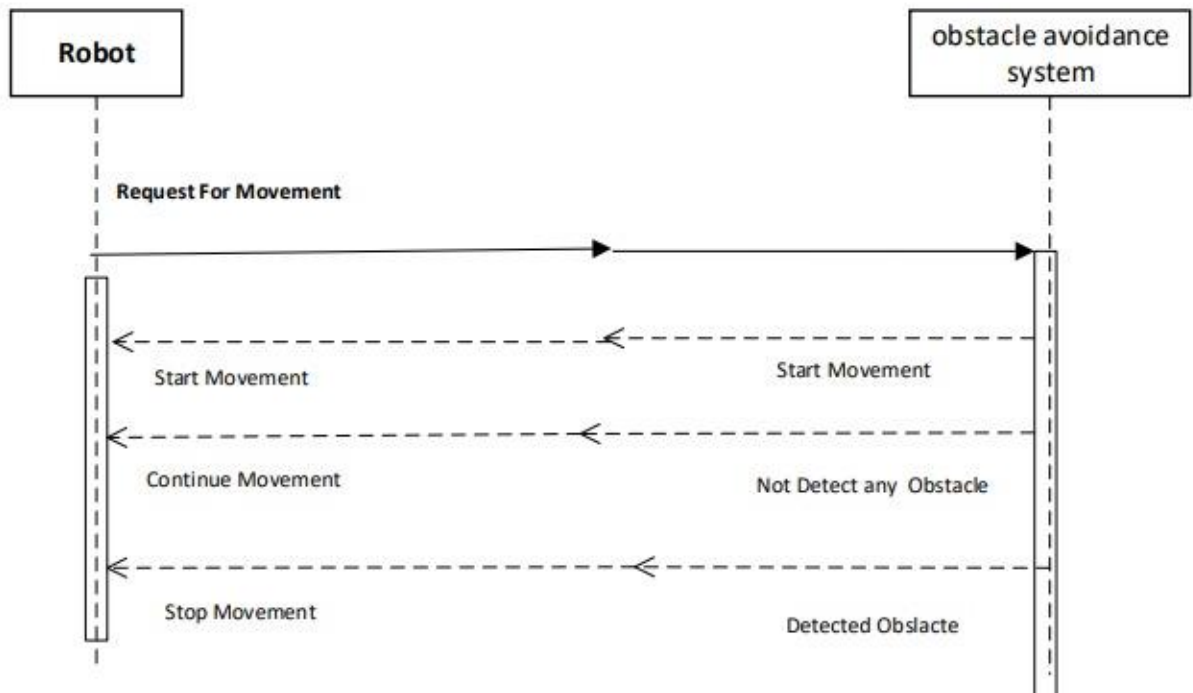 Robot
obstacle avoidance
system
Request For Movement
Start Movement
Start Movement
Continue Movement
Not Detect any Obstacle
Stop Movement
Detected Obslacte